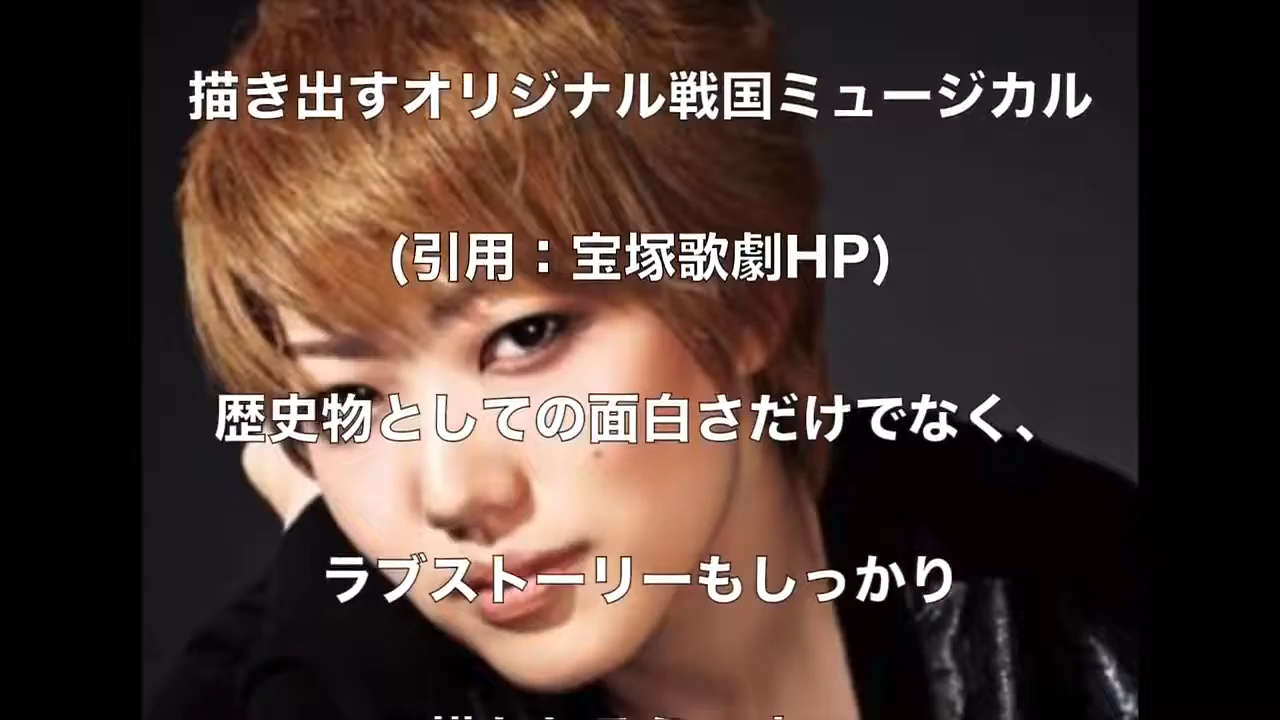 描き出すオリジナル戦国ミュージカル
(引用：宝塚歌劇HP)
歴史物としての面白さだけでなく、
ラブストーリーもしっかり